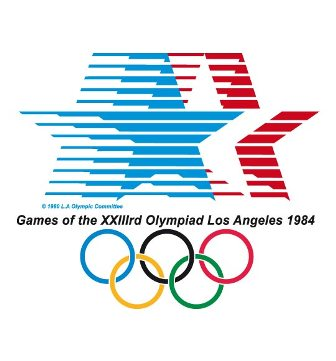 © 1980 L.A Olympic Committee
Games of the XXIIIrd Olympiad Los Angeles 1984